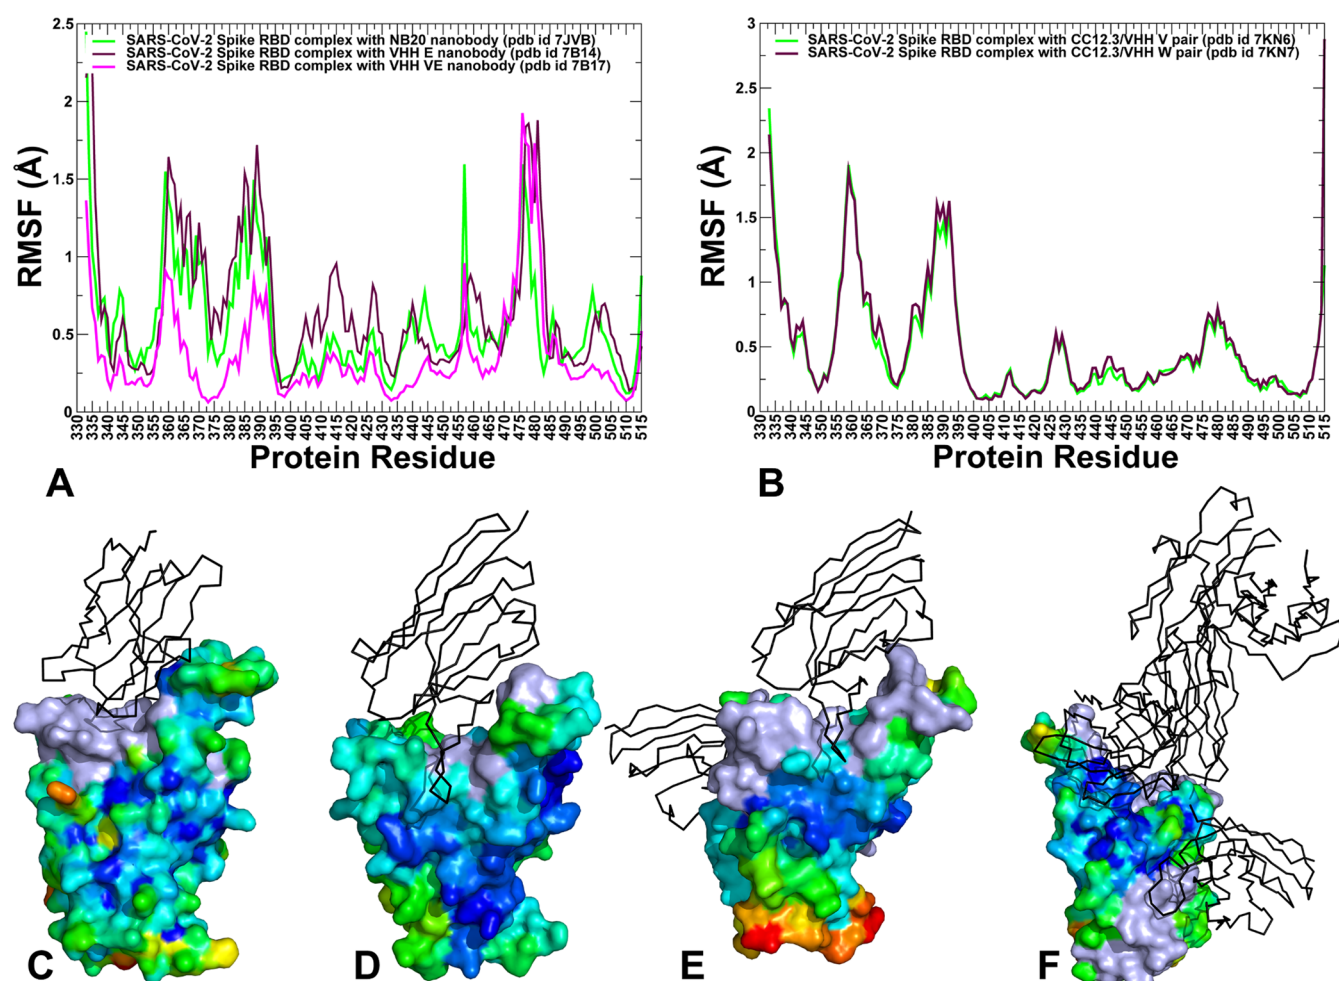 SARS-CoV-2 Spike RBD complex with NB20 nanobody (pdb id 7JVB)
SARS-CoV-2 Spike RBD complex with VHH E nanobody (pdb id 7B14)
SARS-CoV-2 Spike RBD complex with VHH VE nanobody (pdb id 7B17)
RMSF (Å)
2.5
2
1.5
1
0.5
0
330 335 340 345 350 355 360 365 370 375 380 385 390 395 400 405 410 415 420 425 430 435 440 445 450 455 460 465 470 475 480 485 490 495 500 505 510 515
Protein Residue
A
SARS-CoV-2 Spike RBD complex with CC12.3/VHH V pair (pdb id 7KN6)
SARS-CoV-2 Spike RBD complex with CC12.3/VHH W pair (pdb id 7KN7)
RMSF (Å)
3
2.5
2
1.5
1
0.5
0
330 335 340 345 350 355 360 365 370 375 380 385 390 395 400 405 410 415 420 425 430 435 440 445 450 455 460 465 470 475 480 485 490 495 500 505 510 515
Protein Residue
B
C
D
E
F